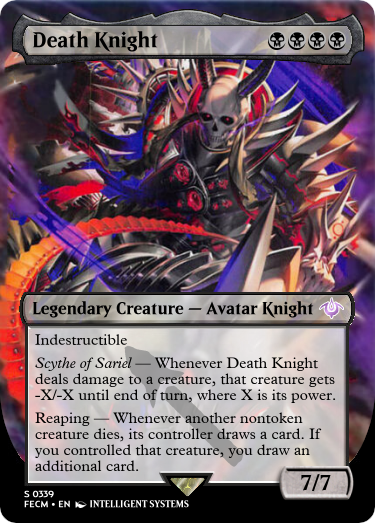 Death Knight
Legendary Creature — Avatar Knight
Indestructible
Scythe of Sariel — Whenever Death Knight
deals damage to a creature, that creature gets
-X/-X until end of turn, where X is its power.
Reaping — Whenever another nontoken
creature dies, its controller draws a card. If
you controlled that creature, you draw an
additional card.
7/7
S 0339
FECM • EN INTELLIGENT SYSTEMS